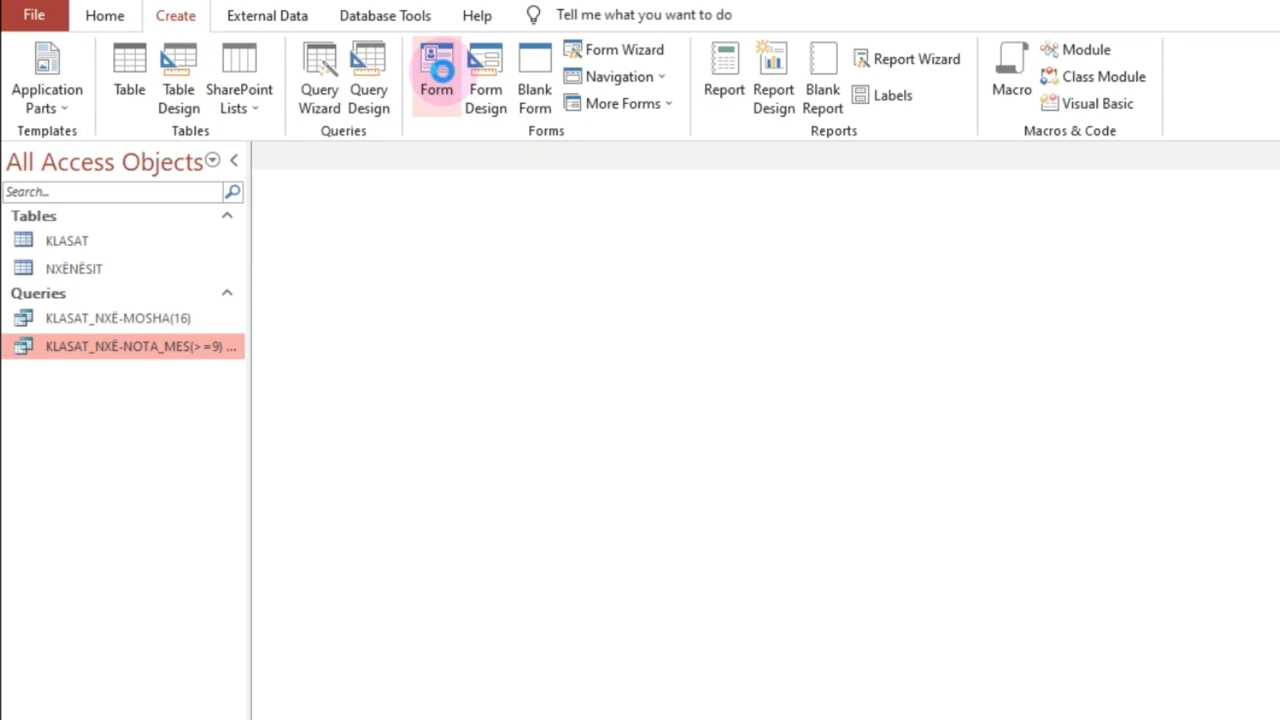 File Home Create External Data Database Tools Help Tell me what you want to do
Application Parts
Templates
Table
Table Design
SharePoint Lists
Tables
Query Wizard
Query Design
Queries
Form
Form Design
Blank Form
Form Wizard
Navigation
More Forms
Forms
Report
Report Design
Blank Report
Report Wizard
Labels
Reports
Macro
Module
Class Module
Visual Basic
Macros & Code
All Access Objects
Search...
Tables
KLASAT
NXËNËSIT
Queries
KLASAT_NXË-MOSHA(16)
KLASAT_NXË-NOTA_MES(>=9) ...